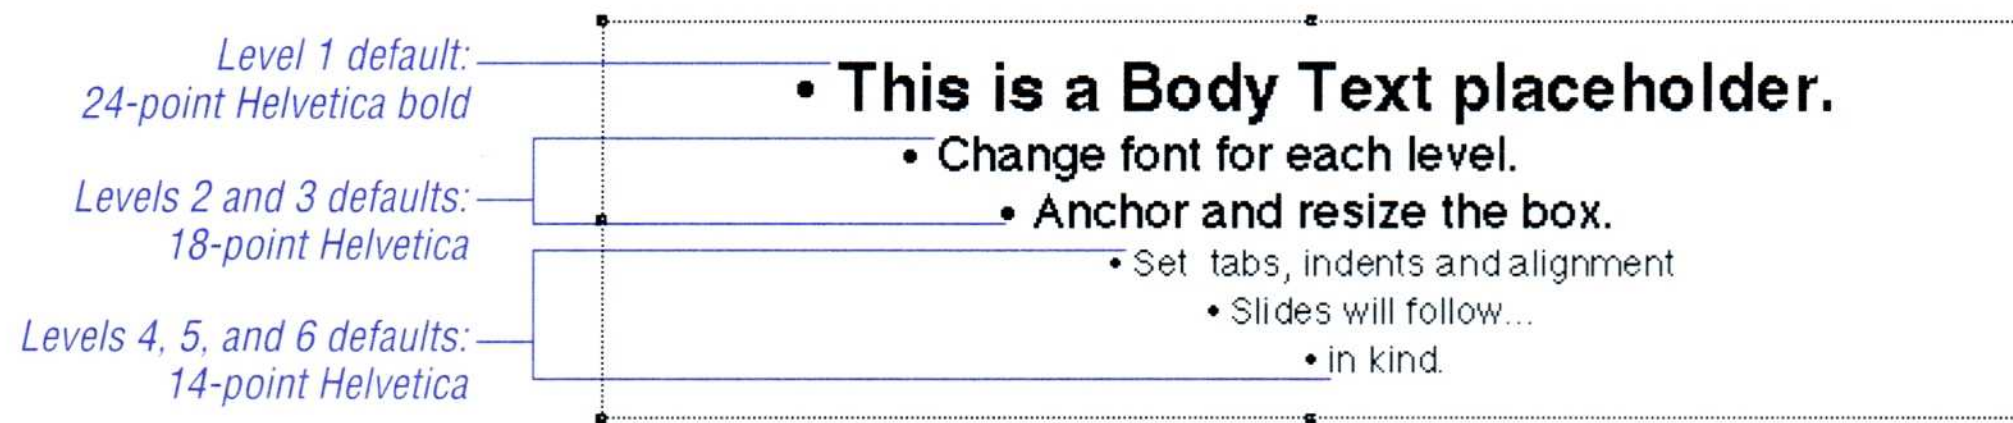 Level 1 default:
24-point Helvetica bold
• This is a Body Text placeholder.
• Change font for each level.
Levels 2 and 3 defaults:
18-point Helvetica
• Anchor and resize the box.
• Set tabs, indents and alignment
• Slides will follow...
Levels 4, 5, and 6 defaults:
14-point Helvetica
• in kind.